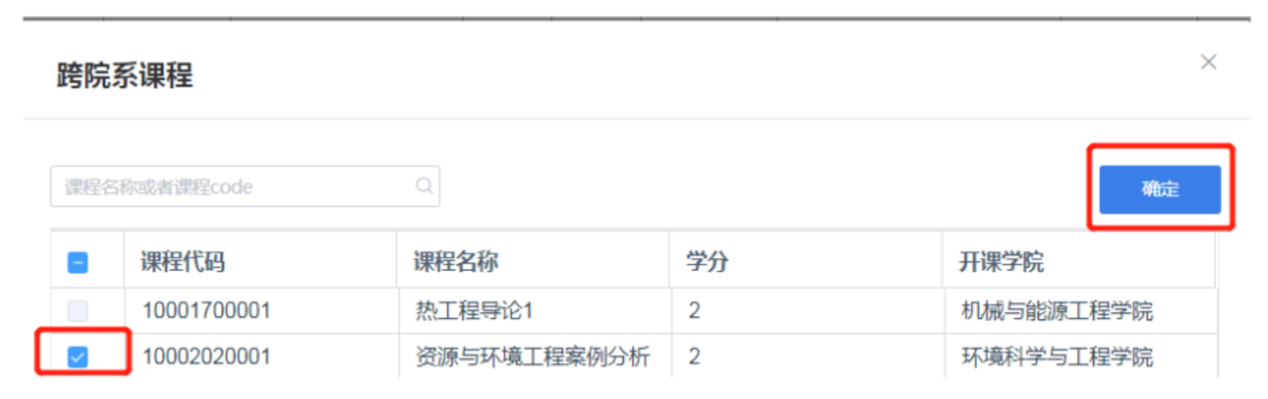 跨院系课程
课程名称或者课程code
确定
课程代码 课程名称 学分 开课学院
10001700001 热工程导论1 2 机械与能源工程学院
10002020001 资源与环境工程案例分析 2 环境科学与工程学院